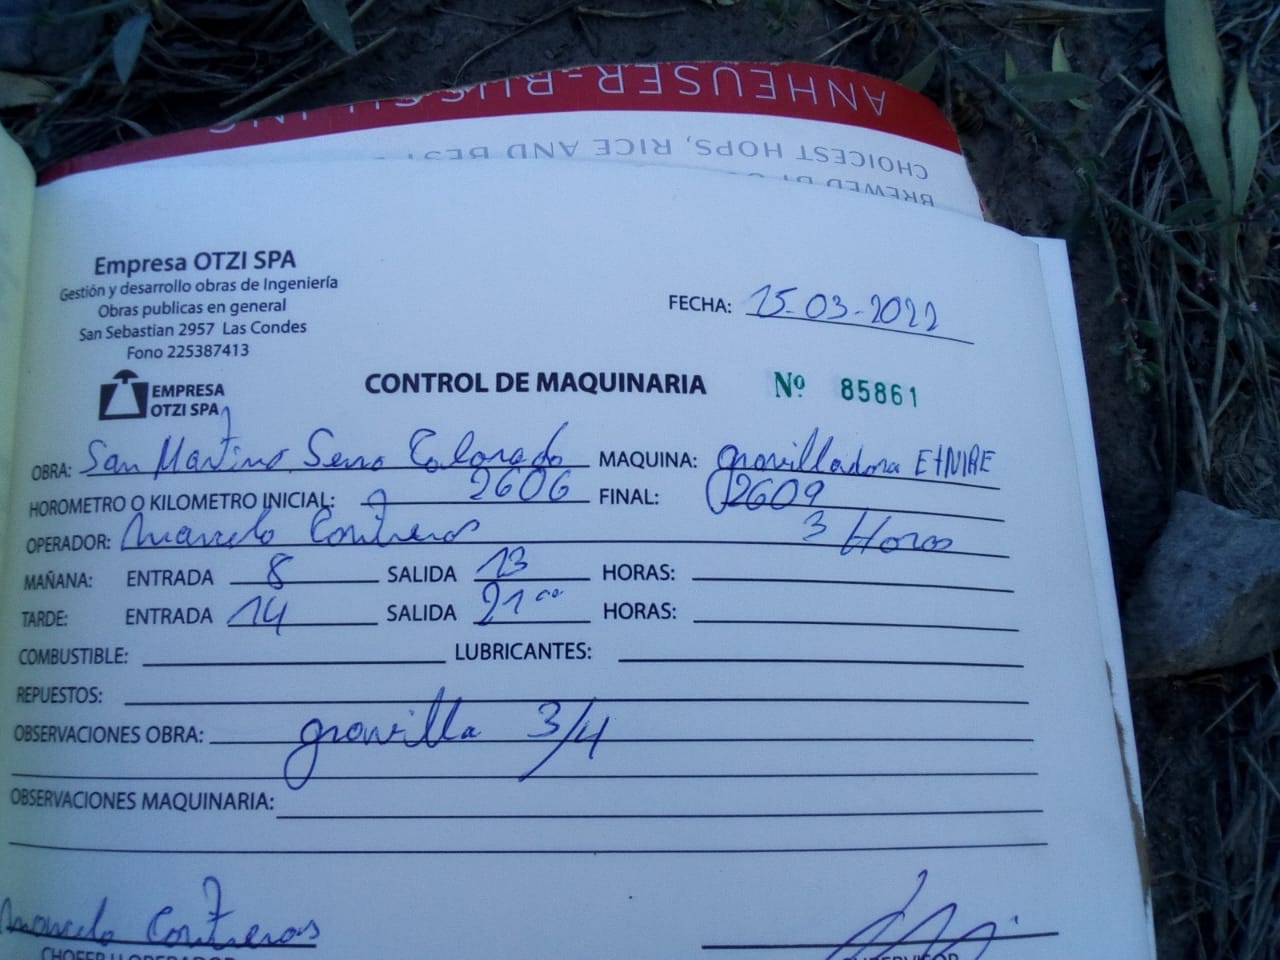 ANHEUSER-BUSCH
CHOICEST HOPS, RICE AND BEST
BREWED BY
Empresa OTZI SPA
Gestión y desarrollo obras de Ingeniería
Obras publicas en general
San Sebastian 2957 Las Condes
Fono 225387413
EMPRESA
OTZI SPA
FECHA: 15-03-2022
CONTROL DE MAQUINARIA Nº 85861
OBRA: San Martino Serro Colorado MAQUINA: gravilladora
HOROMETRO O KILOMETRO INICIAL: 2606 FINAL: 2609
OPERADOR: Marcelo Contreras 3 Horas
MAÑANA: ENTRADA 8 SALIDA 13 HORAS:
TARDE: ENTRADA 14 SALIDA 21 oo HORAS:
COMBUSTIBLE: LUBRICANTES:
REPUESTOS:
OBSERVACIONES OBRA: gravilla 3/4
OBSERVACIONES MAQUINARIA:
Marcelo Contreras
CHOFER U OPERADOR SUPERVISOR